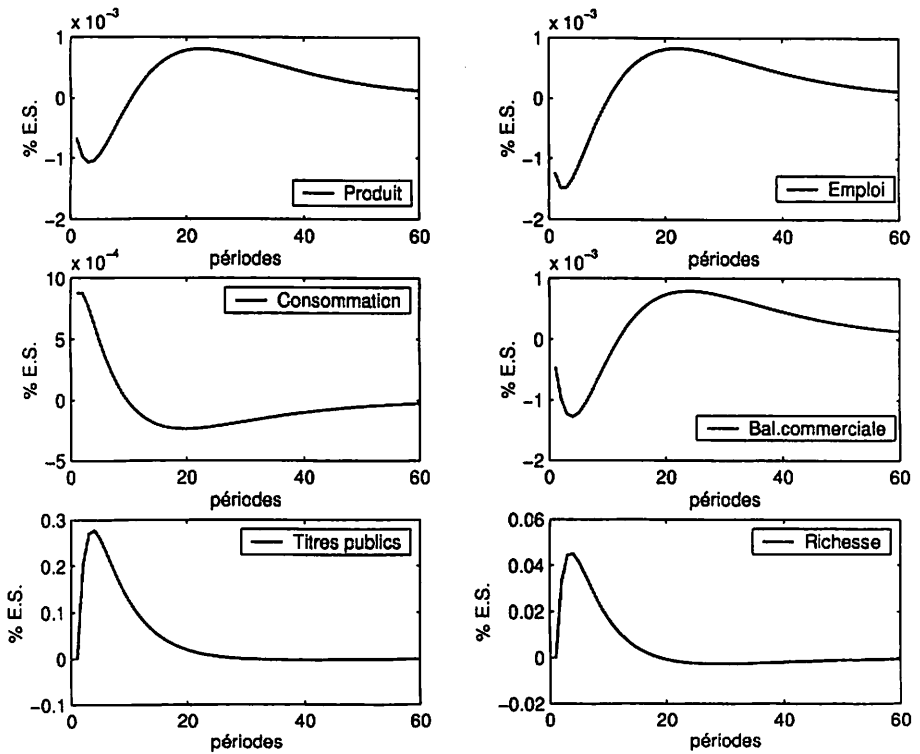 x 10⁻³
1
0
−1
−2
% E.S.
Produit
0 20 40 60
périodes
x 10⁻³
1
0
−1
−2
% E.S.
Emploi
0 20 40 60
périodes
x 10⁻⁴
10
5
0
−5
% E.S.
Consommation
0 20 40 60
périodes
x 10⁻³
1
0
−1
−2
% E.S.
Bal.commerciale
0 20 40 60
périodes
0.3
0.2
0.1
0
−0.1
% E.S.
Titres publics
0 20 40 60
périodes
0.06
0.04
0.02
0
−0.02
% E.S.
Richesse
0 20 40 60
périodes